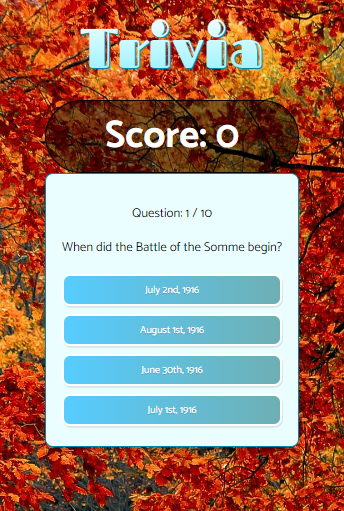 Trivia
Score: 0
Question: 1 / 10
When did the Battle of the Somme begin?
July 2nd, 1916
August 1st, 1916
June 30th, 1916
July 1st, 1916